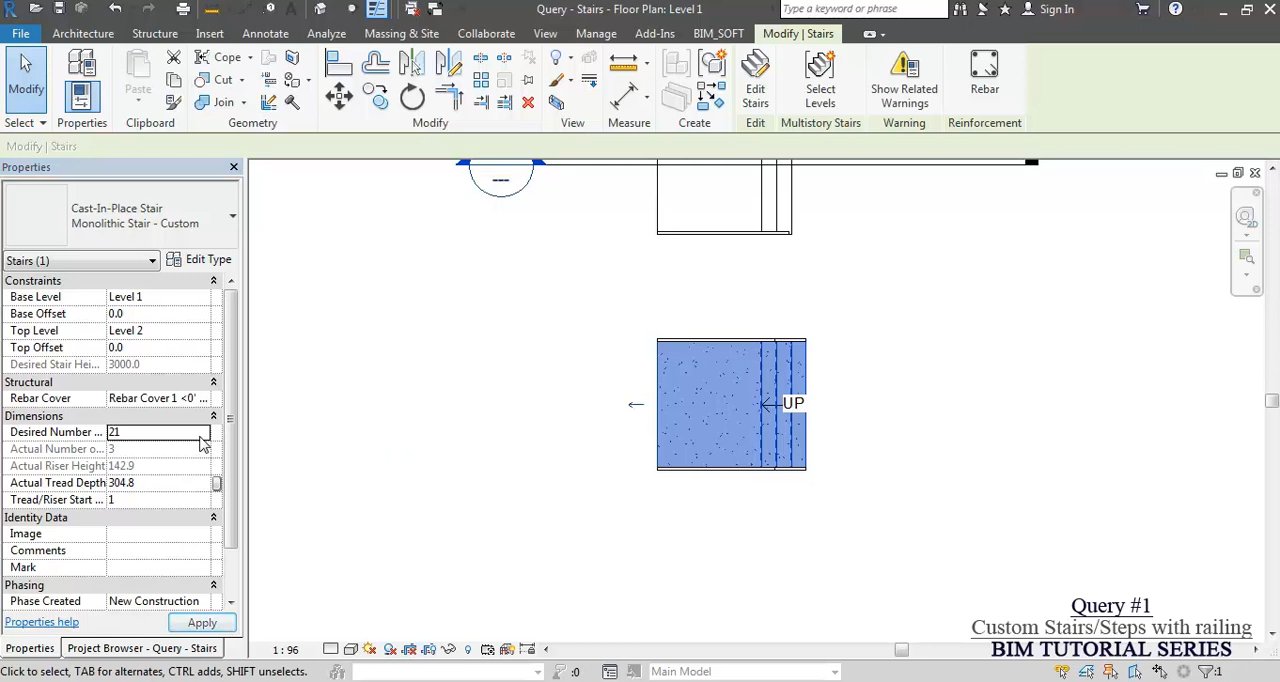 Query - Stairs - Floor Plan: Level 1
Type a keyword or phrase
Sign In
File
Architecture
Structure
Insert
Annotate
Analyze
Massing & Site
Collaborate
View
Manage
Add-Ins
BIM_SOFT
Modify | Stairs
Modify
Properties
Paste
Cope
Cut
Join
Edit Stairs
Select Levels
Show Related Warnings
Rebar
Select
Properties
Clipboard
Geometry
Modify
View
Measure
Create
Edit
Multistory Stairs
Warning
Reinforcement
Modify | Stairs
Properties
Cast-In-Place Stair
Monolithic Stair - Custom
Stairs (1)
Edit Type
Constraints
Base Level Level 1
Base Offset 0.0
Top Level Level 2
Top Offset 0.0
Desired Stair Hei... 3000.0
Structural
Rebar Cover Rebar Cover 1 <0' ...
Dimensions
Desired Number ... 21
Actual Number o... 3
Actual Riser Height 142.9
Actual Tread Depth 304.8
Tread/Riser Start ... 1
Identity Data
Image
Comments
Mark
Phasing
Phase Created New Construction
Properties help
Apply
Properties
Project Browser - Query - Stairs
UP
2D
1 : 96
Query #1
Custom Stairs/Steps with railing
BIM TUTORIAL SERIES
Click to select, TAB for alternates, CTRL adds, SHIFT unselects.
:0
Main Model
:1